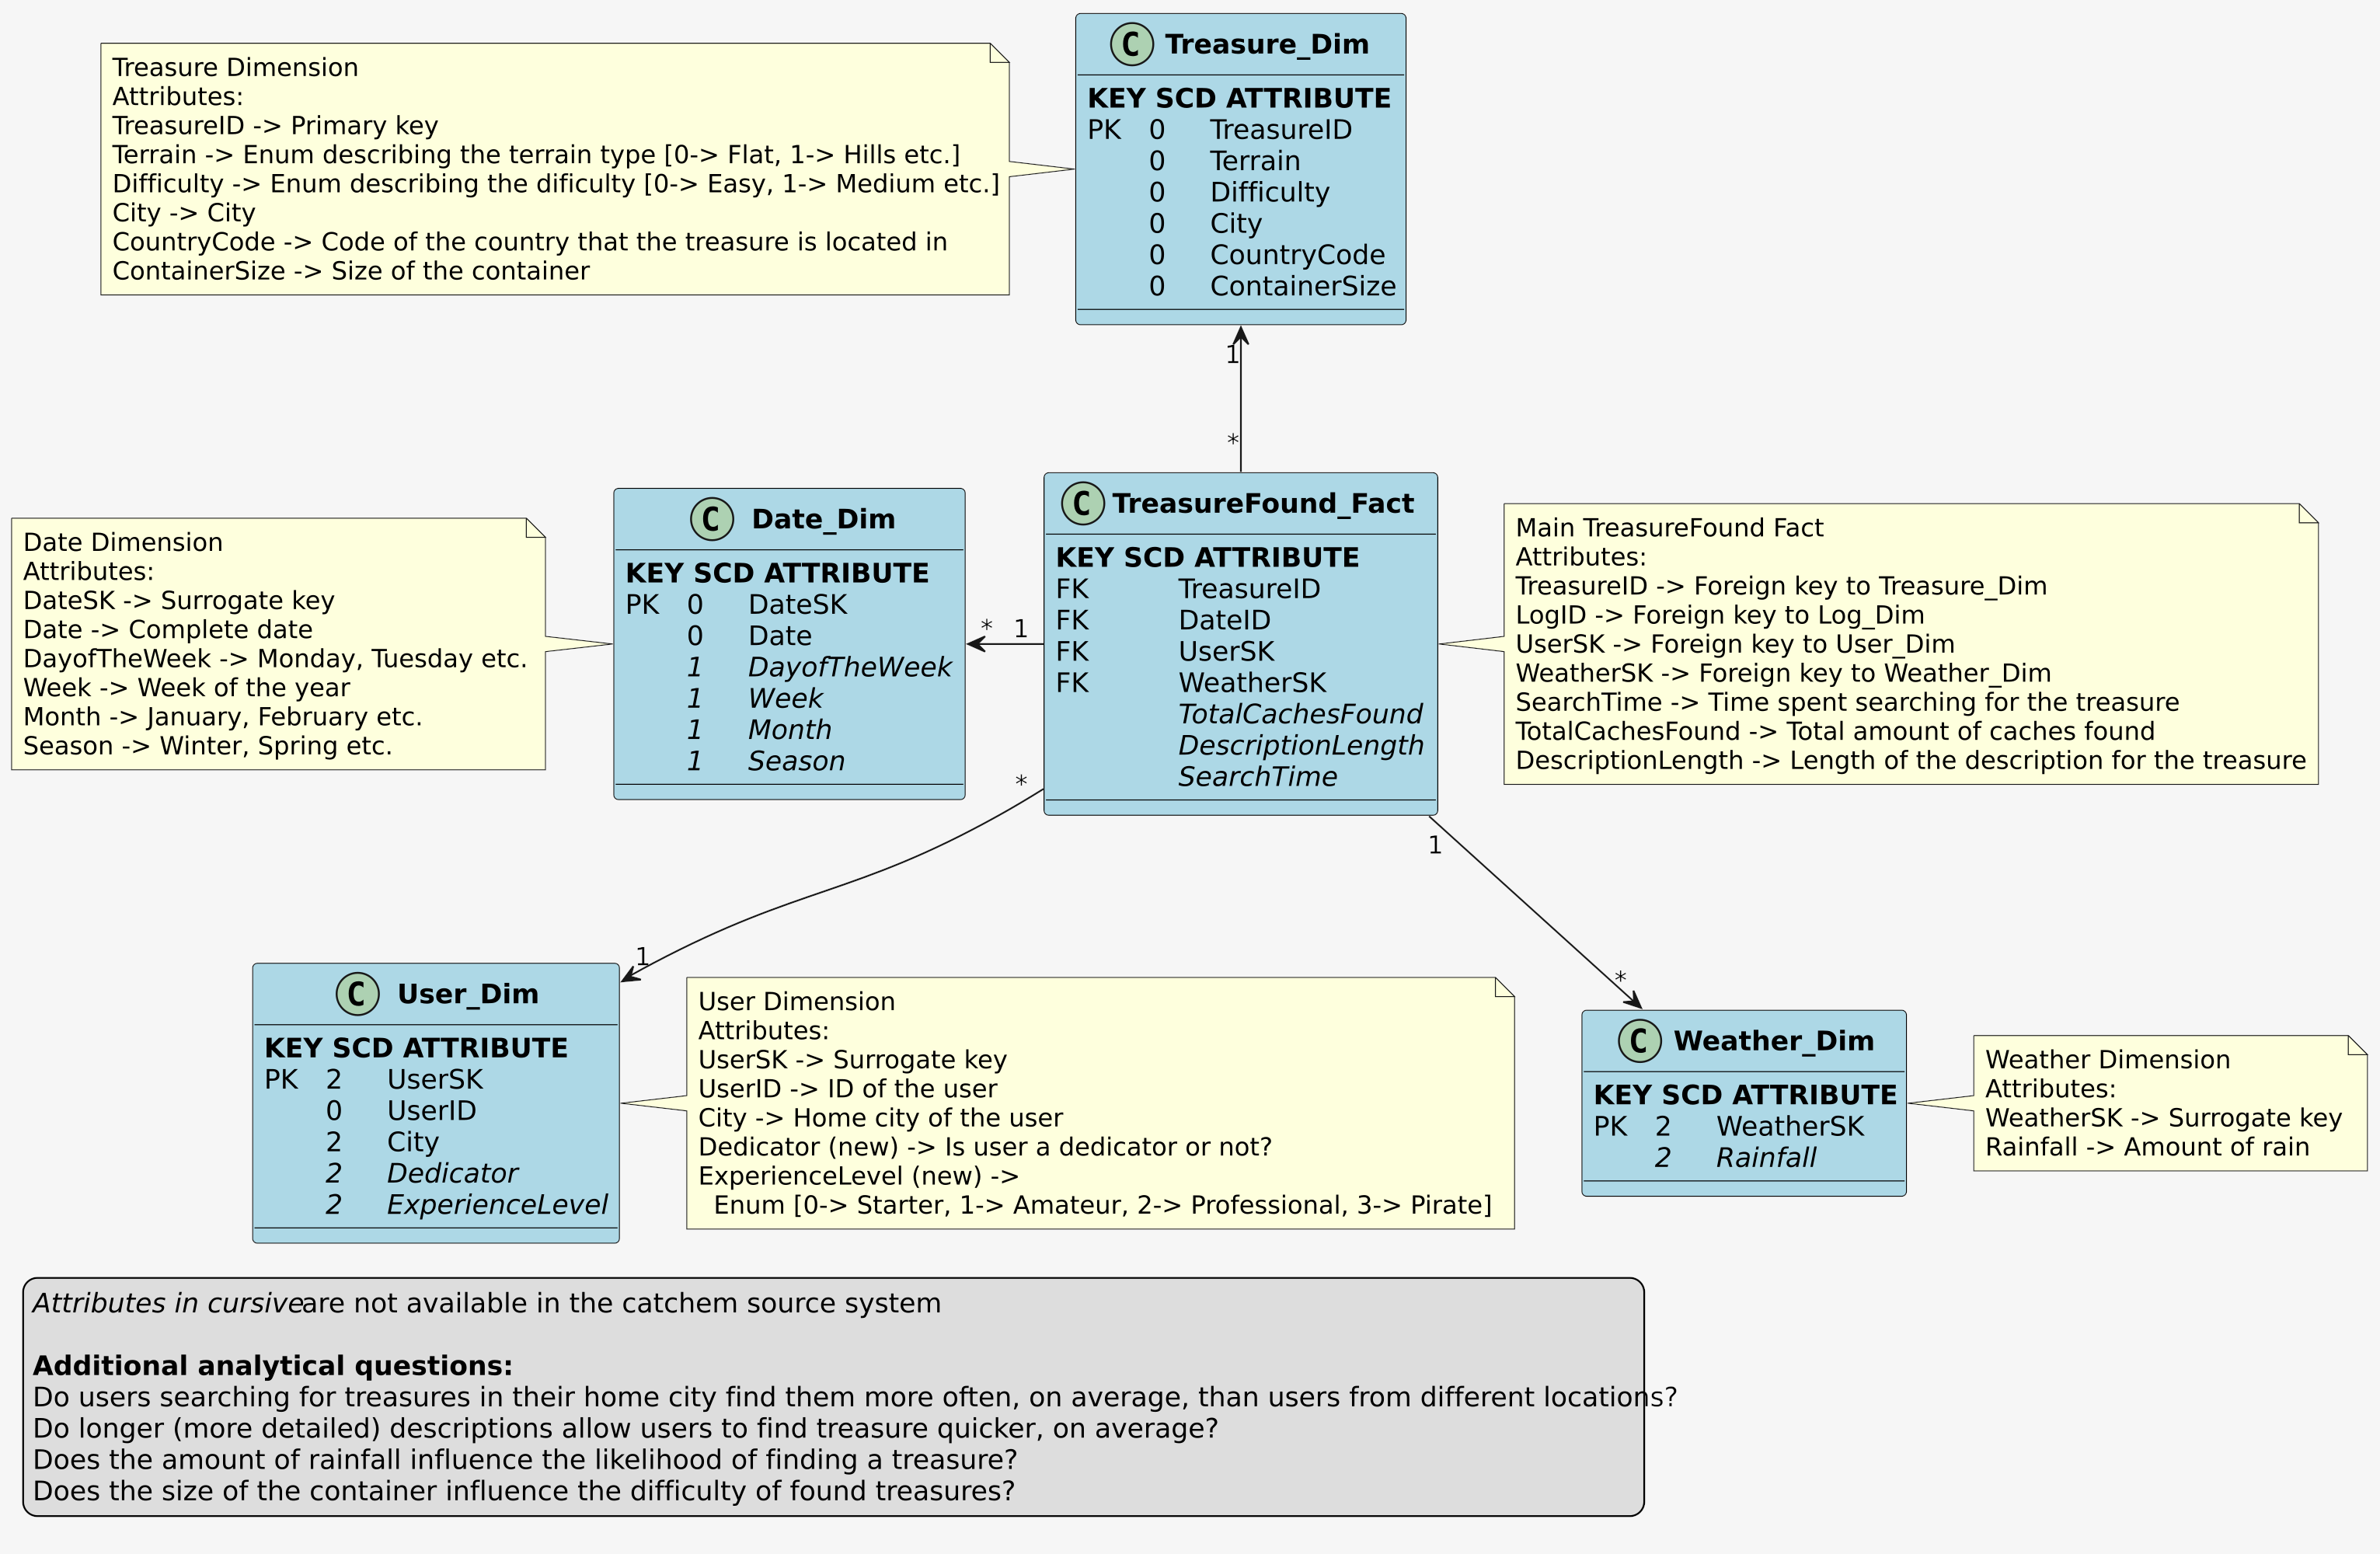 Treasure Dimension
Attributes:
TreasureID -> Primary key
Terrain -> Enum describing the terrain type [0-> Flat, 1-> Hills etc.]
Difficulty -> Enum describing the dificulty [0-> Easy, 1-> Medium etc.]
City -> City
CountryCode -> Code of the country that the treasure is located in
ContainerSize -> Size of the container
C Treasure_Dim
KEY SCD ATTRIBUTE
PK 0 TreasureID
0 Terrain
0 Difficulty
0 City
0 CountryCode
0 ContainerSize
1
*
Date Dimension
Attributes:
DateSK -> Surrogate key
Date -> Complete date
DayofTheWeek -> Monday, Tuesday etc.
Week -> Week of the year
Month -> January, February etc.
Season -> Winter, Spring etc.
C Date_Dim
KEY SCD ATTRIBUTE
PK 0 DateSK
0 Date
1 DayofTheWeek
1 Week
1 Month
1 Season
* 1
C TreasureFound_Fact
KEY SCD ATTRIBUTE
FK TreasureID
FK DateID
FK UserSK
FK WeatherSK
TotalCachesFound
DescriptionLength
SearchTime
Main TreasureFound Fact
Attributes:
TreasureID -> Foreign key to Treasure_Dim
LogID -> Foreign key to Log_Dim
UserSK -> Foreign key to User_Dim
WeatherSK -> Foreign key to Weather_Dim
SearchTime -> Time spent searching for the treasure
TotalCachesFound -> Total amount of caches found
DescriptionLength -> Length of the description for the treasure
*
1
1
*
C User_Dim
KEY SCD ATTRIBUTE
PK 2 UserSK
0 UserID
2 City
2 Dedicator
2 ExperienceLevel
User Dimension
Attributes:
UserSK -> Surrogate key
UserID -> ID of the user
City -> Home city of the user
Dedicator (new) -> Is user a dedicator or not?
ExperienceLevel (new) ->
Enum [0-> Starter, 1-> Amateur, 2-> Professional, 3-> Pirate]
C Weather_Dim
KEY SCD ATTRIBUTE
PK 2 WeatherSK
2 Rainfall
Weather Dimension
Attributes:
WeatherSK -> Surrogate key
Rainfall -> Amount of rain
Attributes in cursive are not available in the catchem source system
Additional analytical questions:
Do users searching for treasures in their home city find them more often, on average, than users from different locations?
Do longer (more detailed) descriptions allow users to find treasure quicker, on average?
Does the amount of rainfall influence the likelihood of finding a treasure?
Does the size of the container influence the difficulty of found treasures?